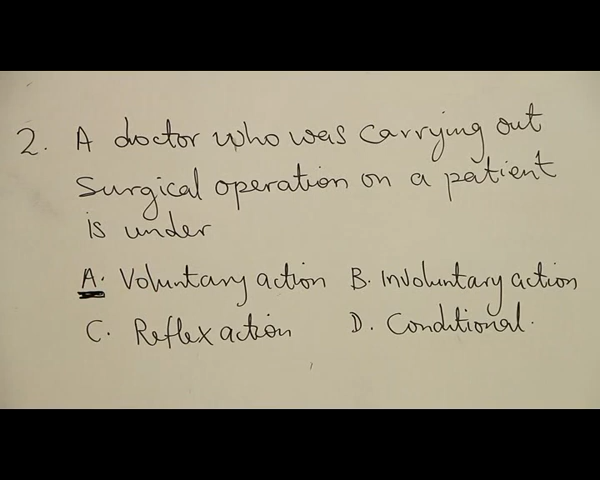 2. A doctor who was carrying out
Surgical operation on a patient
is under
A. Voluntary action B. Involuntary action
C. Reflex action D. Conditional.